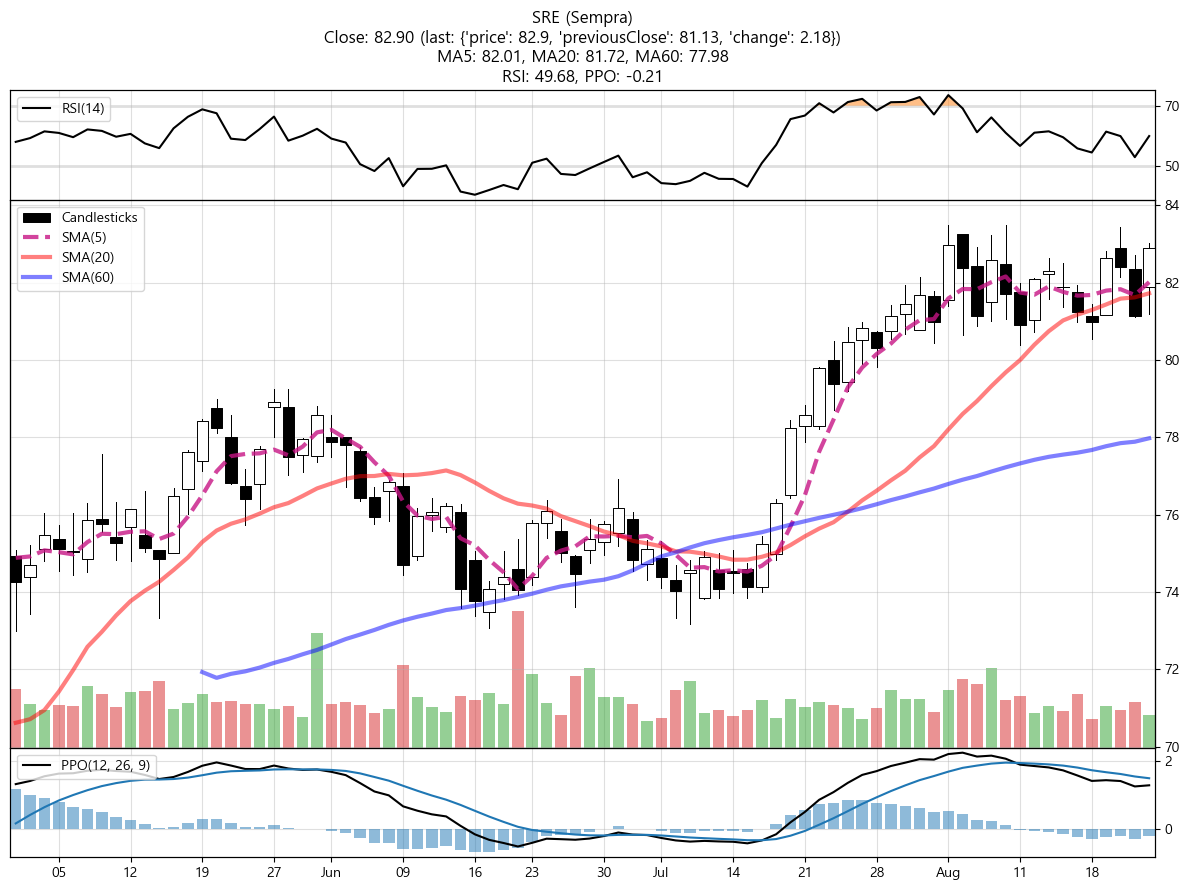 SRE (Sempra)
Close: 82.90 (last: {'price': 82.9, 'previousClose': 81.13, 'change': 2.18})
MA5: 82.01, MA20: 81.72, MA60: 77.98
RSI: 49.68, PPO: -0.21
RSI(14)
70
50
Candlesticks
SMA(5)
SMA(20)
SMA(60)
84
82
80
78
76
74
72
70
PPO(12, 26, 9)
2
0
05 12 19 27 Jun 09 16 23 30 Jul 14 21 28 Aug 11 18